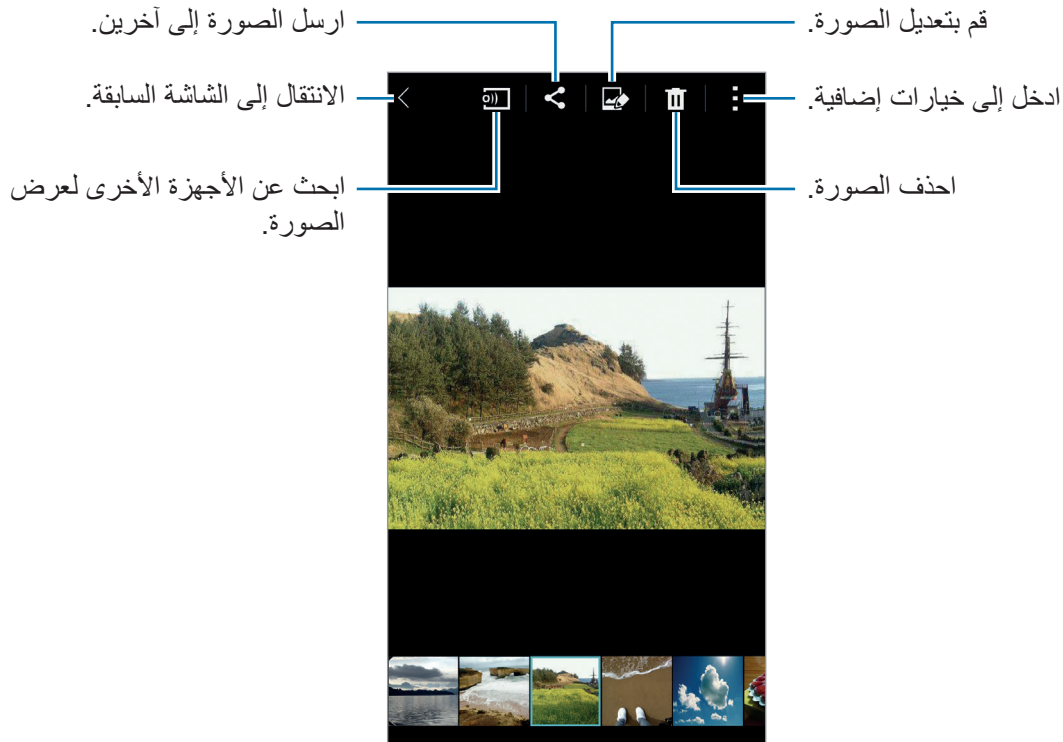 ارسل الصورة إلى آخرين.
قم بتعديل الصورة.
الانتقال إلى الشاشة السابقة.
ادخل إلى خيارات إضافية.
ابحث عن الأجهزة الأخرى لعرض
الصورة.
احذف الصورة.